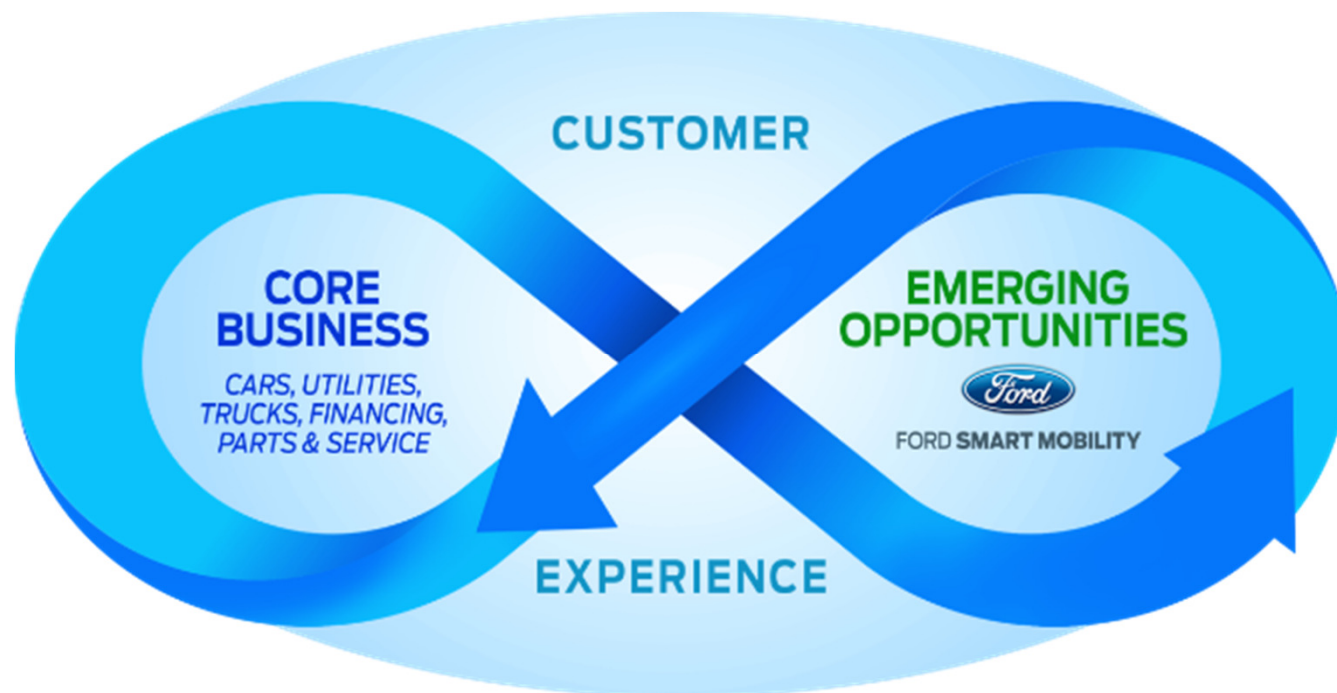 CUSTOMER
CORE
BUSINESS
CARS, UTILITIES,
TRUCKS, FINANCING,
PARTS & SERVICE
EMERGING
OPPORTUNITIES
Ford
FORD SMART MOBILITY
EXPERIENCE